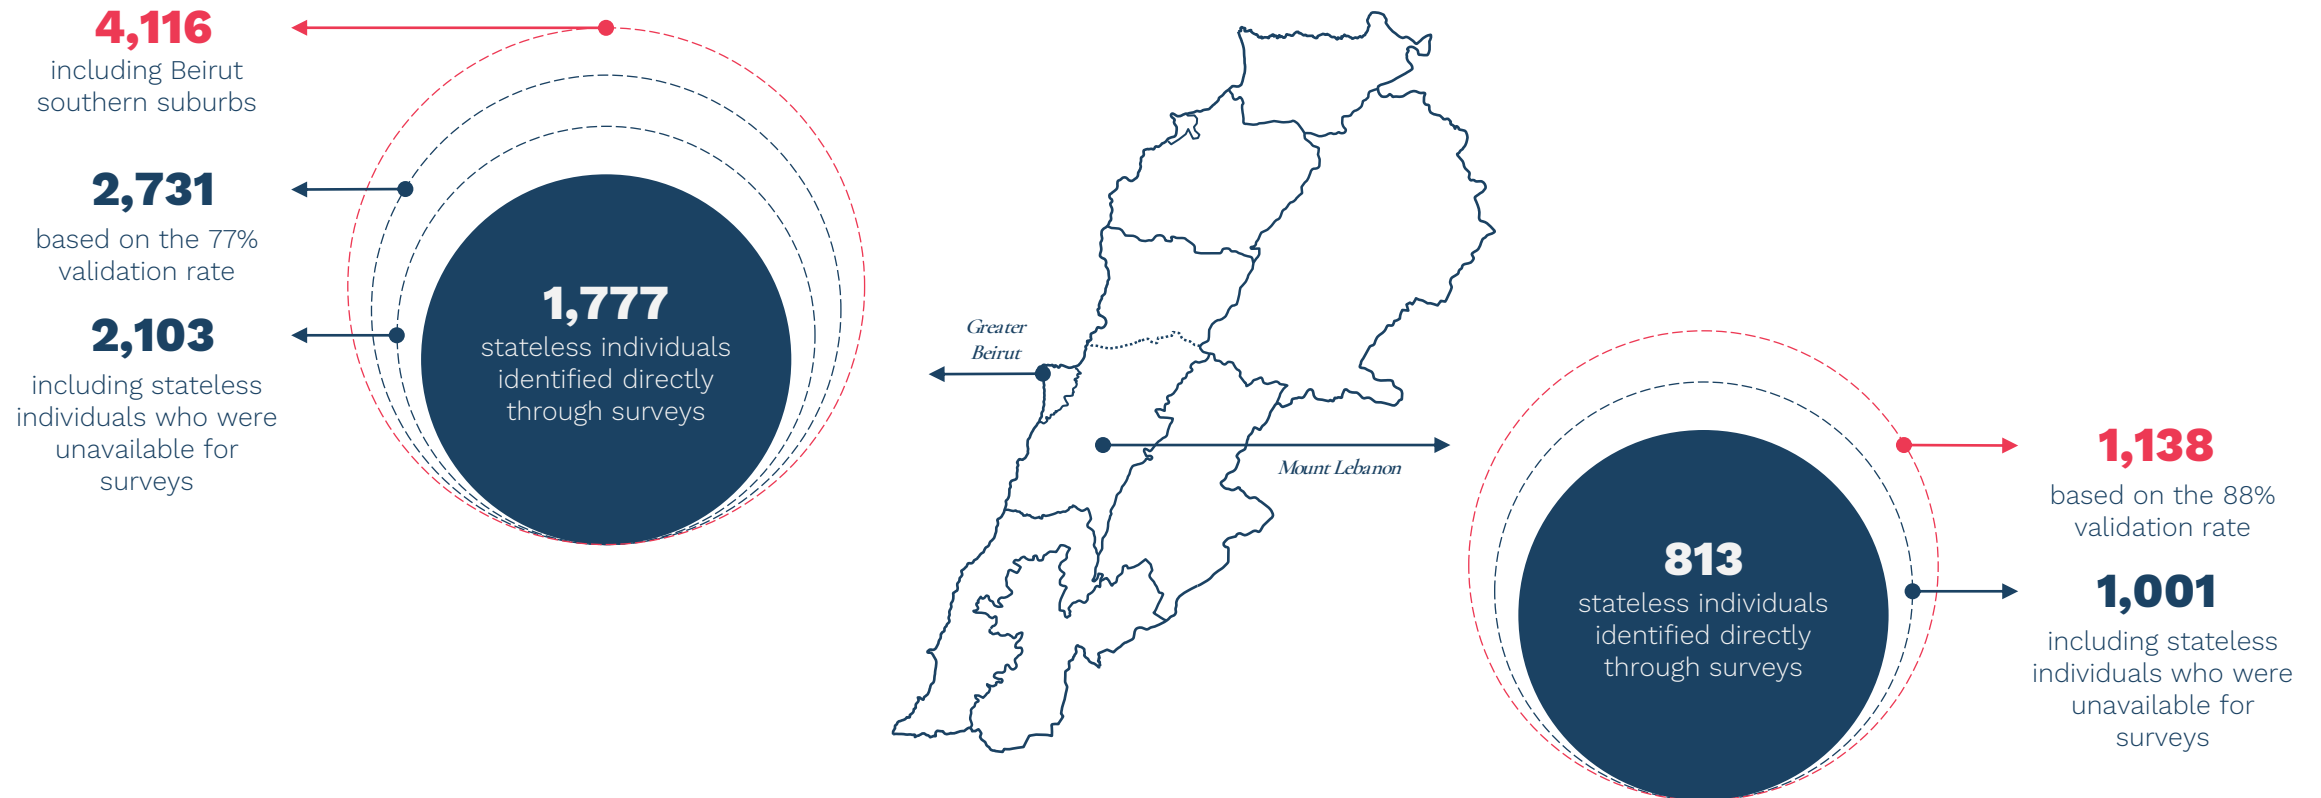 4,116
including Beirut
southern suburbs
2,731
based on the 77%
validation rate
2,103
including stateless
individuals who were
unavailable for
surveys
1,777
stateless individuals
identified directly
through surveys
Greater
Beirut
Mount Lebanon
813
stateless individuals
identified directly
through surveys
1,138
based on the 88%
validation rate
1,001
including stateless
individuals who were
unavailable for
surveys